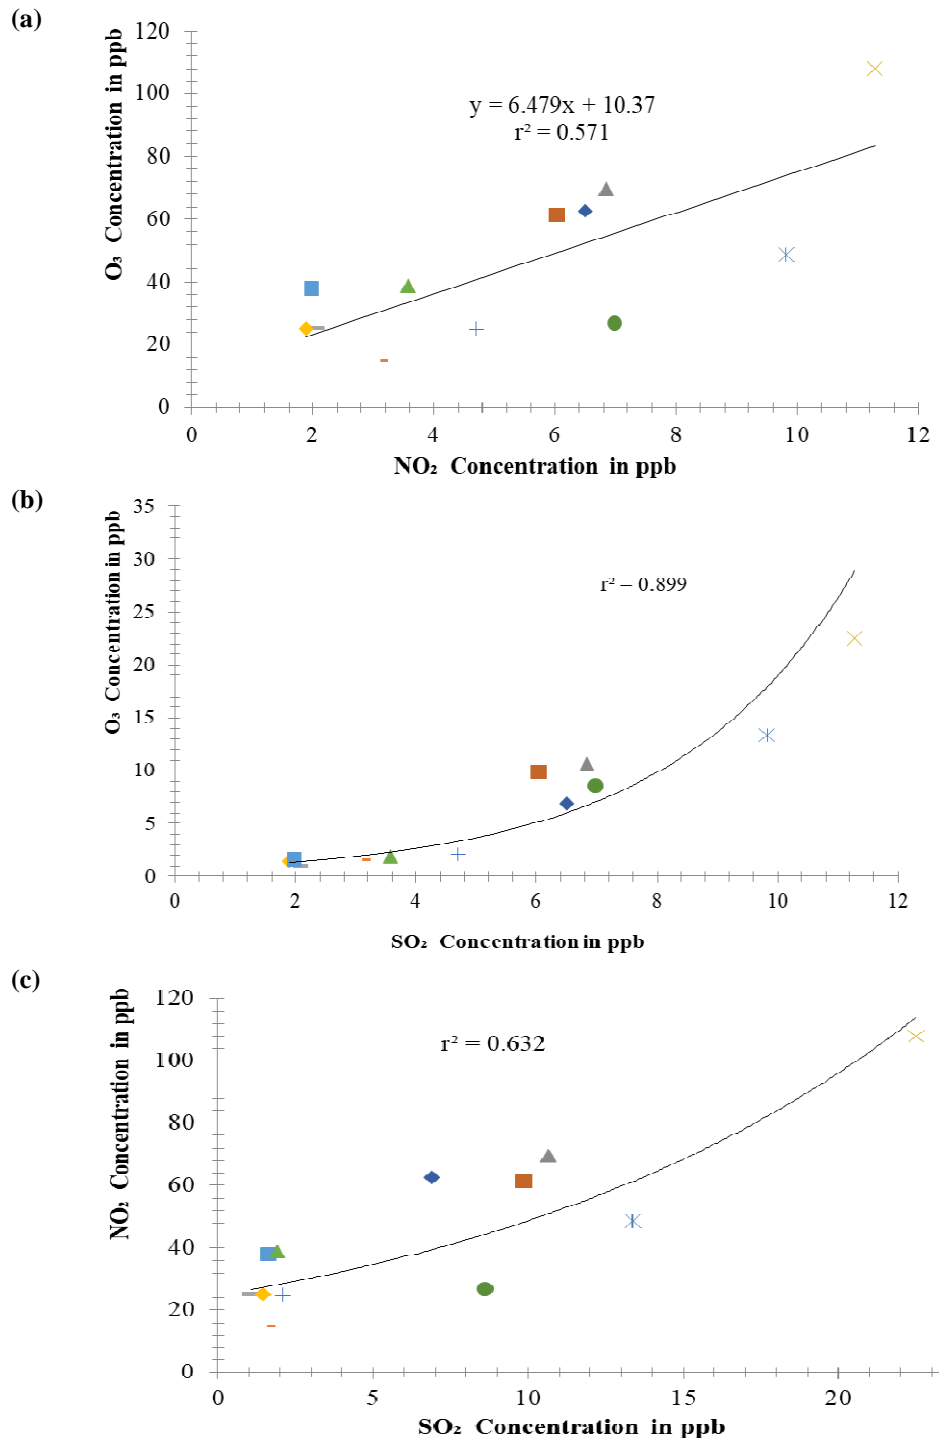 (a)
O₃ Concentration in ppb
120
100
80
60
40
20
0
y = 6.479x + 10.37
r² = 0.571
0 2 4 6 8 10 12
NO₂ Concentration in ppb
(b)
O₃ Concentration in ppb
35
30
25
20
15
10
5
0
r² = 0.899
0 2 4 6 8 10 12
SO₂ Concentration in ppb
(c)
NO₂ Concentration in ppb
120
100
80
60
40
20
0
r² = 0.632
0 5 10 15 20
SO₂ Concentration in ppb